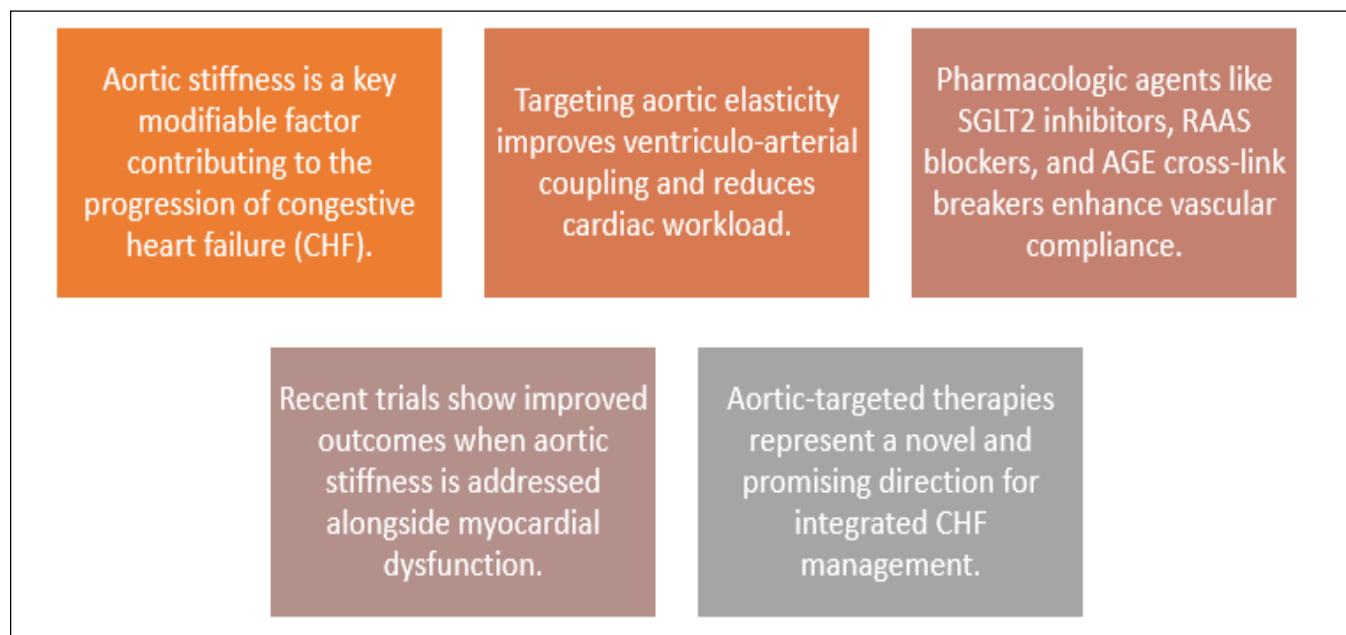 Aortic stiffness is a key
modifiable factor
contributing to the
progression of congestive
heart failure (CHF).
Targeting aortic elasticity
improves ventriculo-arterial
coupling and reduces
cardiac workload.
Pharmacologic agents like
SGLT2 inhibitors, RAAS
blockers, and AGE cross-link
breakers enhance vascular
compliance.
Recent trials show improved
outcomes when aortic
stiffness is addressed
alongside myocardial
dysfunction.
Aortic-targeted therapies
represent a novel and
promising direction for
integrated CHF
management.